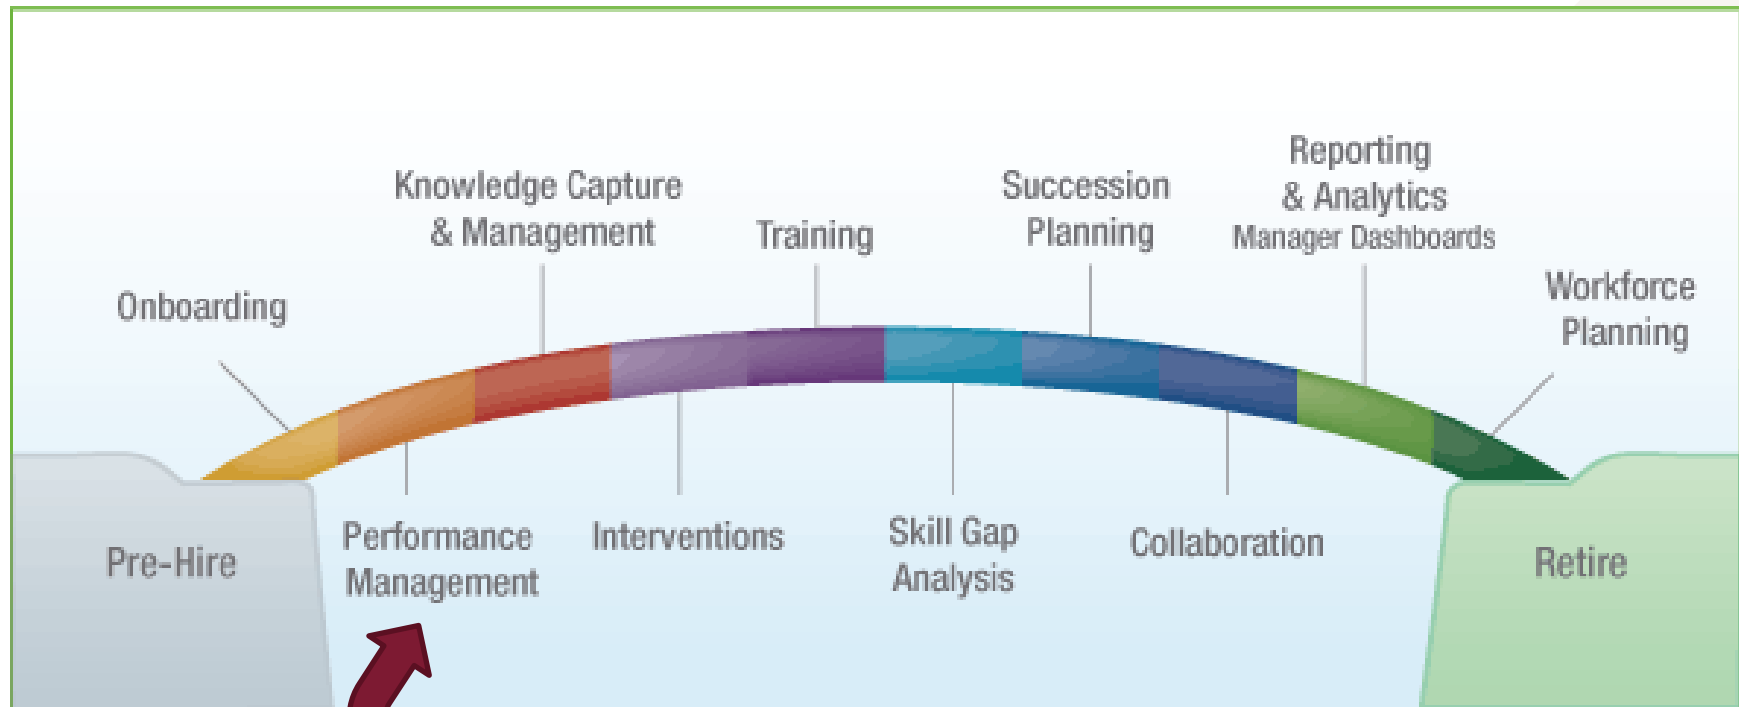 Onboarding
Knowledge Capture
& Management
Training
Succession
Planning
Reporting
& Analytics
Manager Dashboards
Workforce
Planning
Pre-Hire
Performance
Management
Interventions
Skill Gap
Analysis
Collaboration
Retire